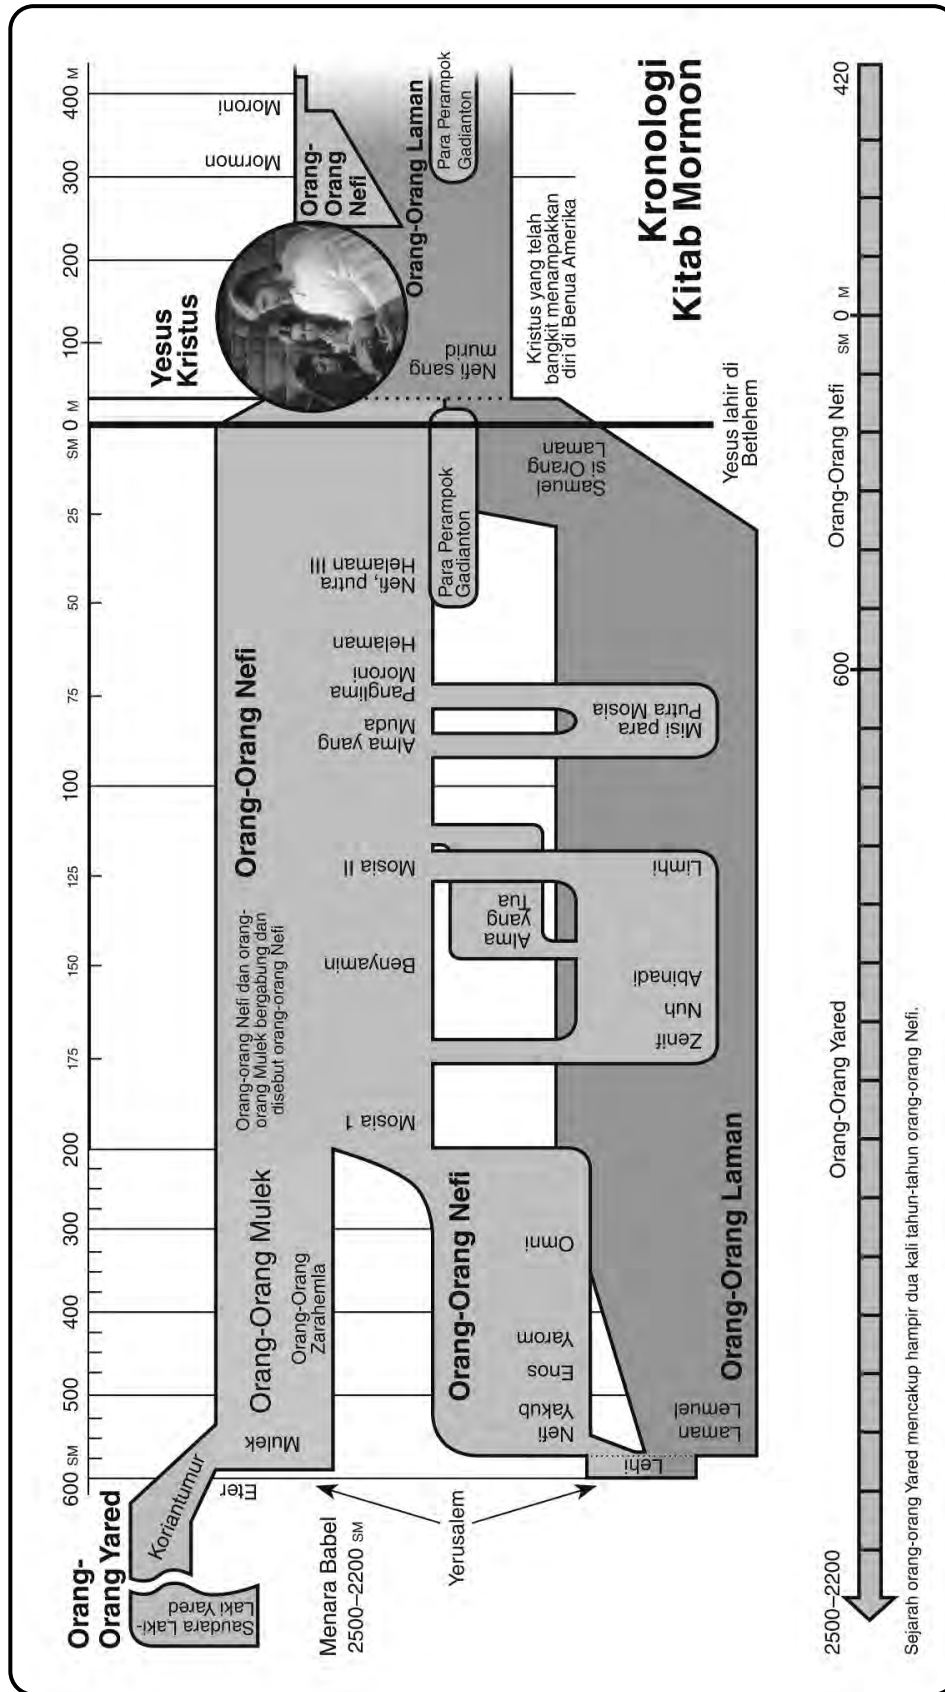 Kronologi
Kitab Mormon
600 SM
500
400
300
200
175
150
125
100
75
50
25
SM
0 M
100
200
300
400 M
Orang-
Orang Yared
Saudara Laki-
Laki Yared
Koriantumur
Eter
Menara Babel
2500–2200 SM
Yerusalem
Mulek
Orang-Orang Mulek
Orang-Orang
Zarahemla
Orang-orang Nefi dan orang-
orang Mulek bergabung dan
disebut orang-orang Nefi
Orang-Orang Nefi
Mosia 1
Benyamin
Mosia II
Alma yang
Muda
Panglima
Moroni
Helaman
Nefi, putra
Helaman III
Para Perampok
Gadianton
Yesus
Kristus
Nefi sang
murid
Orang-
Orang
Nefi
Mormon
Moroni
Orang-Orang Laman
Para Perampok
Gadianton
Kristus yang telah
bangkit menampakkan
diri di Benua Amerika
Orang-Orang Nefi
Nefi
Yakub
Enos
Yarom
Omni
Lehi
Laman
Lemuel
Orang-Orang Laman
Zenif
Nuh
Abinadi
Limhi
Alma
yang
Tua
Misi para
Putra Mosia
Samuel
si Orang
Laman
Yesus lahir di
Betlehem
2500–2200
Orang-Orang Yared
600
Orang-Orang Nefi
SM 0 M
420
Sejarah orang-orang Yared mencakup hampir dua kali tahun-tahun orang-orang Nefi.